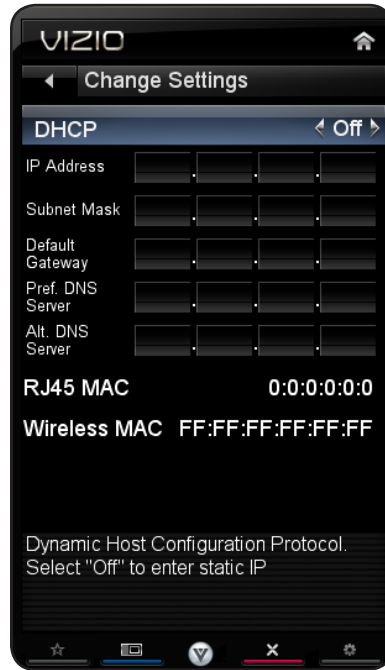 VIZIO
Change Settings
DHCP Off
IP Address . . .
Subnet Mask . . .
Default
Gateway . . .
Pref. DNS
Server . . .
Alt. DNS
Server . . .
RJ45 MAC 0:0:0:0:0:0
Wireless MAC FF:FF:FF:FF:FF:FF
Dynamic Host Configuration Protocol.
Select "Off" to enter static IP
V